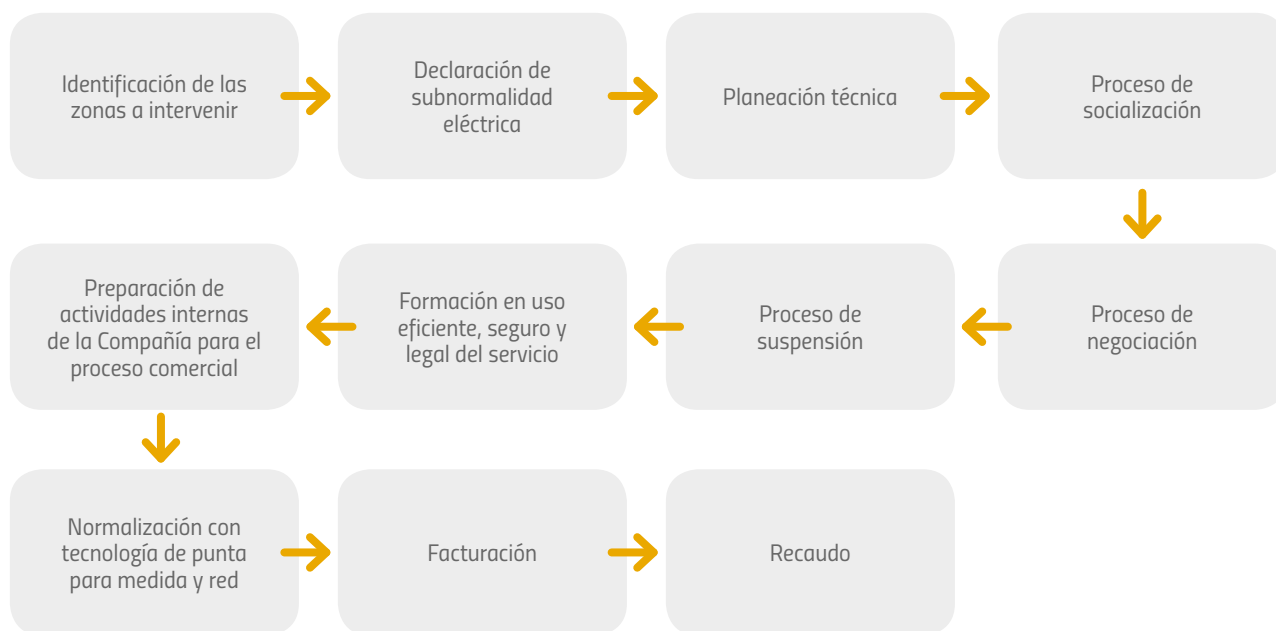 Identificación de las
zonas a intervenir
Declaración de
subnormalidad
eléctrica
Planeación técnica
Proceso de
socialización
Proceso de
negociación
Proceso de
suspensión
Formación en uso
eficiente, seguro y
legal del servicio
Preparación de
actividades internas
de la Compañía para el
proceso comercial
Normalización con
tecnología de punta
para medida y red
Facturación
Recaudo